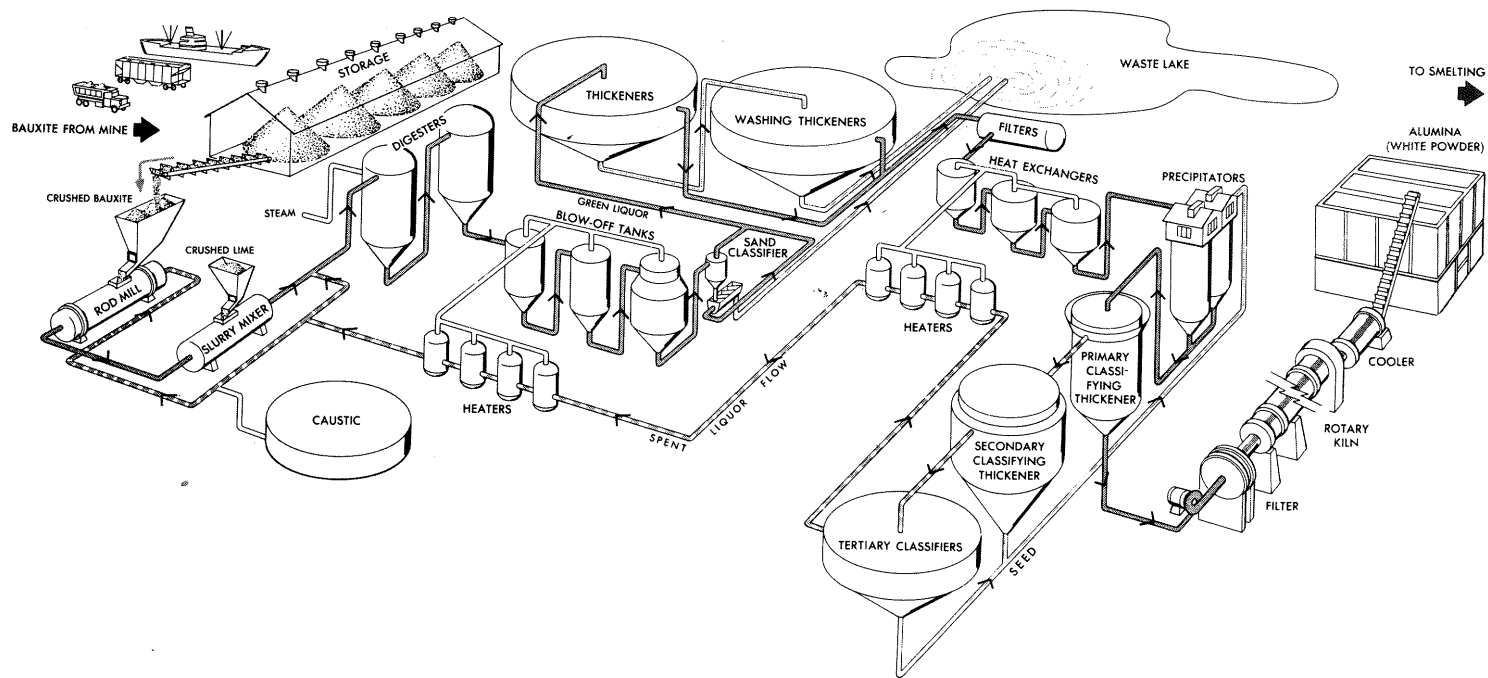 STORAGE
BAUXITE FROM MINE
WASTE LAKE
TO SMELTING
THICKENERS
WASHING THICKENERS
DIGESTERS
FILTERS
ALUMINA
(WHITE POWDER)
HEAT EXCHANGERS
PRECIPITATORS
CRUSHED BAUXITE
STEAM
GREEN LIQUOR
BLOW-OFF TANKS
SAND
CLASSIFIER
CRUSHED LIME
ROD MILL
SLURRY MIXER
HEATERS
HEATERS
SPENT LIQUOR FLOW
CAUSTIC
PRIMARY
CLASSI-
FYING
THICKENER
COOLER
SECONDARY
CLASSIFYING
THICKENER
ROTARY
KILN
FILTER
TERTIARY CLASSIFIERS
SEED